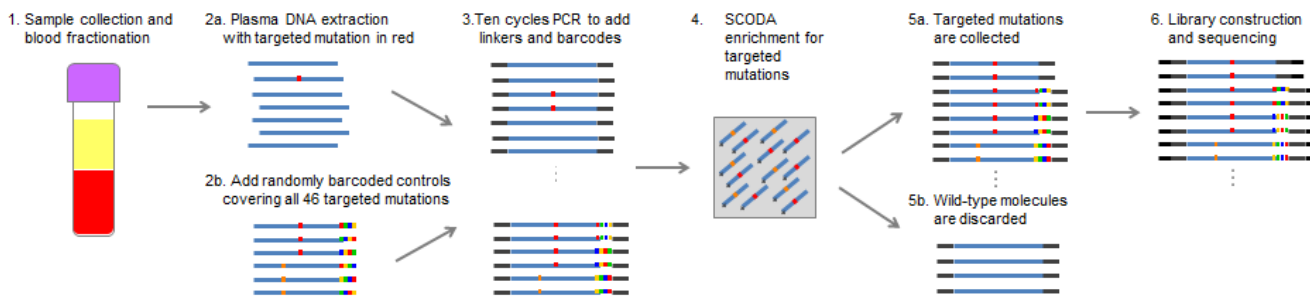 1. Sample collection and
blood fractionation
2a. Plasma DNA extraction
with targeted mutation in red
2b. Add randomly barcoded controls
covering all 46 targeted mutations
3.Ten cycles PCR to add
linkers and barcodes
4. SCODA
enrichment for
targeted
mutations
5a. Targeted mutations
are collected
5b. Wild-type molecules
are discarded
6. Library construction
and sequencing